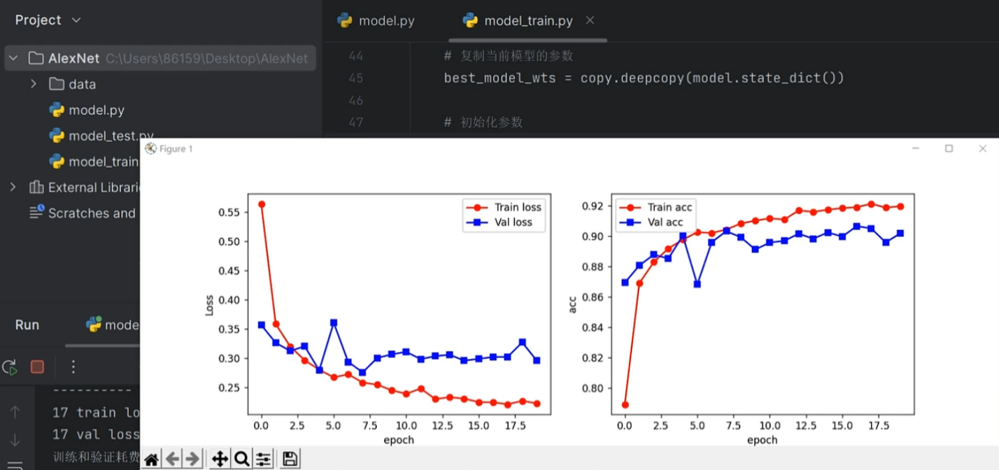 Project
model.py
model_train.py
AlexNet C:\Users\86159\Desktop\AlexNet
44 # 复制当前模型的参数
data
45 best_model_wts = copy.deepcopy(model.state_dict())
46
model.py
47 # 初始化参数
model_test.py
Figure 1
model_train
External Librari
Scratches and
Train loss
Val loss
0.55
0.50
0.45
0.40
0.35
0.30
0.25
Loss
0.0 2.5 5.0 7.5 10.0 12.5 15.0 17.5
epoch
Train acc
Val acc
0.92
0.90
0.88
0.86
0.84
0.82
0.80
acc
0.0 2.5 5.0 7.5 10.0 12.5 15.0 17.5
epoch
Run
mode
----------
17 train lo
17 val loss
训练和验证耗费